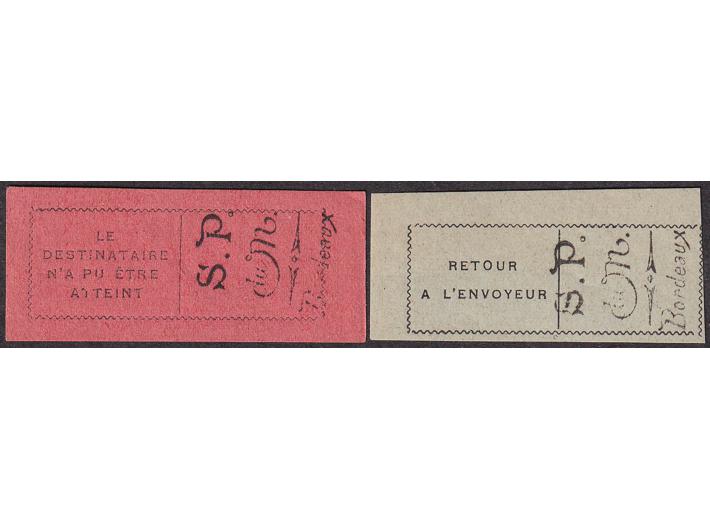 LE
DESTINATAIRE
N'A PU ÊTRE
ATTEINT
S. P.
du M.
Bordeaux
RETOUR
A L'ENVOYEUR
S. P.
du M.
Bordeaux